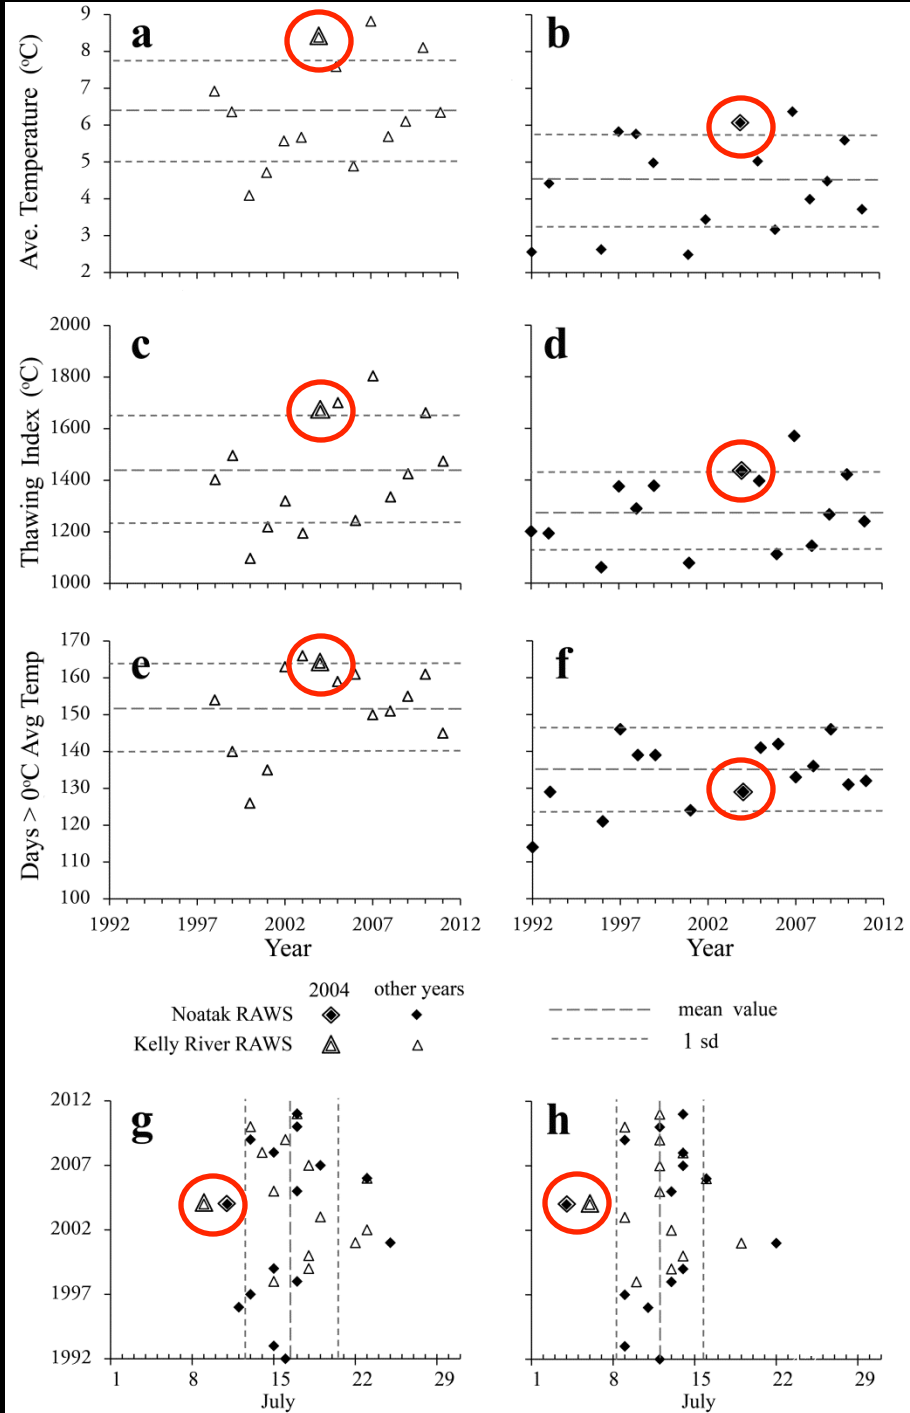 a
b
Ave. Temperature (°C)
9
8
7
6
5
4
3
2
c
d
Thawing Index (°C)
2000
1800
1600
1400
1200
1000
e
f
Days > 0°C Avg Temp
170
160
150
140
130
120
110
100
1992 1997 2002 2007 2012
Year
1992 1997 2002 2007 2012
Year
2004 other years
Noatak RAWS
Kelly River RAWS
mean value
1 sd
g
h
2012
2007
2002
1997
1992
1 8 15 22 29
July
1 8 15 22 29
July